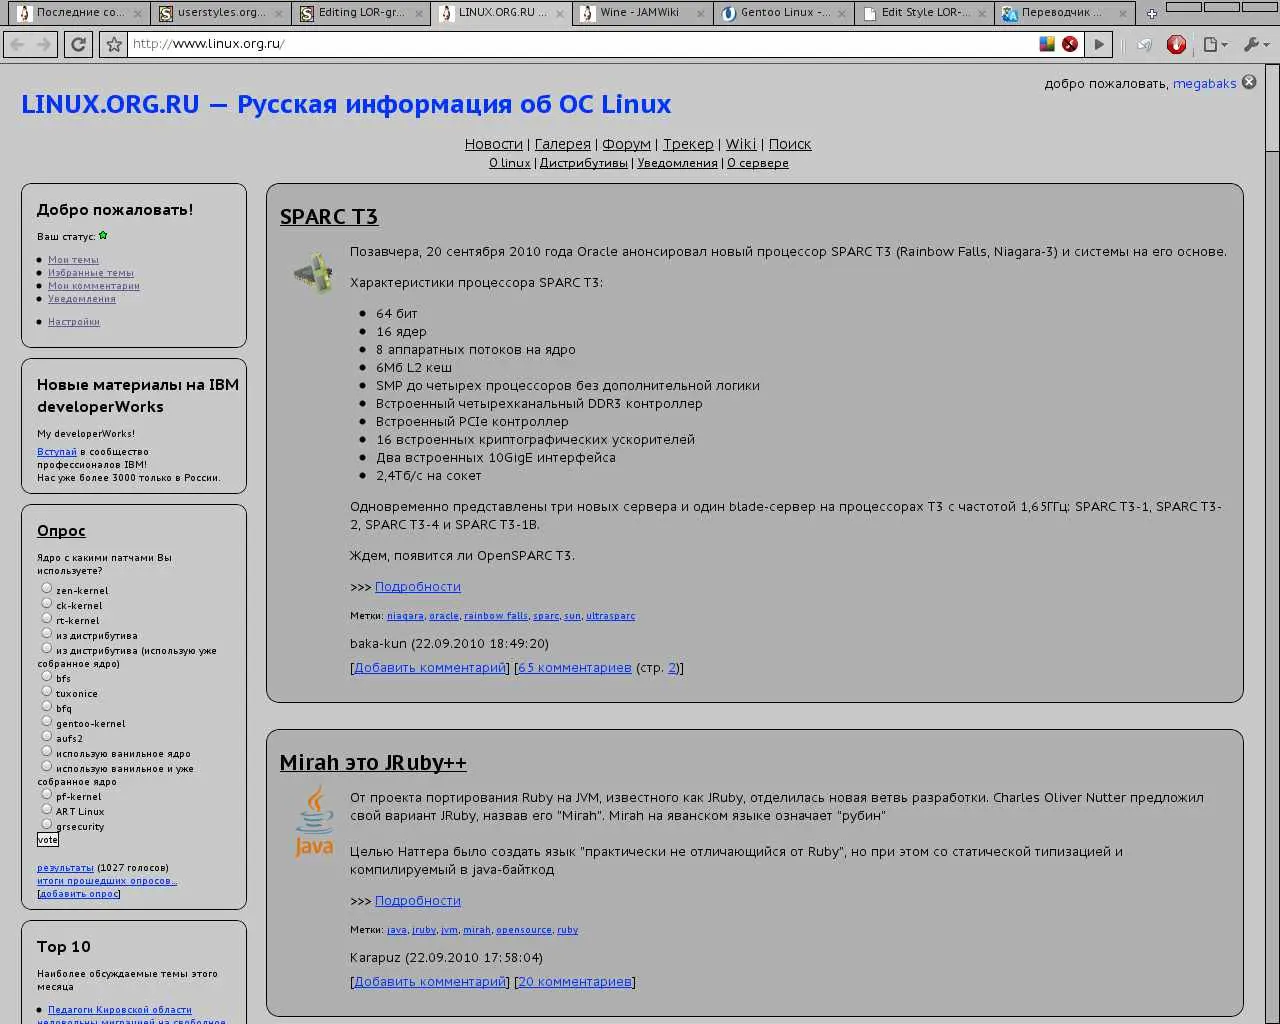 Последние со...
userstyles.org...
Editing LOR-gr...
LINUX.ORG.RU ...
Wine - JAMWiki
Gentoo Linux -...
Edit Style LOR-...
Переводчик ...
http://www.linux.org.ru/
добро пожаловать, megabaks
LINUX.ORG.RU — Русская информация об ОС Linux
Новости | Галерея | Форум | Трекер | Wiki | Поиск
О linux | Дистрибутивы | Уведомления | О сервере
Добро пожаловать!
Ваш статус:
Мои темы
Избранные темы
Мои комментарии
Уведомления
Настройки
Новые материалы на IBM
developerWorks
My developerWorks!
Вступай в сообщество
профессионалов IBM!
Нас уже более 3000 только в России.
Опрос
Ядро с какими патчами Вы
используете?
zen-kernel
ck-kernel
rt-kernel
из дистрибутива
из дистрибутива (использую уже
собранное ядро)
bfs
tuxonice
bfq
gentoo-kernel
aufs2
использую ванильное ядро
использую ванильное и уже
собранное ядро
pf-kernel
ART Linux
grsecurity
vote
результаты (1027 голосов)
итоги прошедших опросов...
[добавить опрос]
Top 10
Наиболее обсуждаемые темы этого
месяца
Педагоги Кировской области
недовольны миграцией на свободное
SPARC T3
Позавчера, 20 сентября 2010 года Oracle анонсировал новый процессор SPARC T3 (Rainbow Falls, Niagara-3) и системы на его основе.
Характеристики процессора SPARC T3:
64 бит
16 ядер
8 аппаратных потоков на ядро
6Мб L2 кеш
SMP до четырех процессоров без дополнительной логики
Встроенный четырехканальный DDR3 контроллер
Встроенный PCIe контроллер
16 встроенных криптографических ускорителей
Два встроенных 10GigE интерфейса
2,4Тб/с на сокет
Одновременно представлены три новых сервера и один blade-сервер на процессорах T3 с частотой 1,65ГГц: SPARC T3-1, SPARC T3-
2, SPARC T3-4 и SPARC T3-1B.
Ждем, появится ли OpenSPARC T3.
>>> Подробности
Метки: niagara, oracle, rainbow falls, sparc, sun, ultrasparc
baka-kun (22.09.2010 18:49:20)
[Добавить комментарий] [65 комментариев (стр. 2)]
Mirah это JRuby++
Java
От проекта портирования Ruby на JVM, известного как JRuby, отделилась новая ветвь разработки. Charles Oliver Nutter предложил
свой вариант JRuby, назвав его "Mirah". Mirah на яванском языке означает "рубин"
Целью Наттера было создать язык "практически не отличающийся от Ruby", но при этом со статической типизацией и
компилируемый в java-байткод
>>> Подробности
Метки: java, jruby, jvm, mirah, opensource, ruby
Karapuz (22.09.2010 17:58:04)
[Добавить комментарий] [20 комментариев]